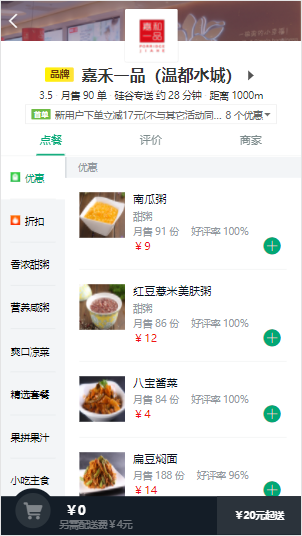 嘉和
一品
品牌 嘉禾一品（温都水城）
3.5 · 月售 90 单 · 硅谷专送 约 28 分钟 · 距离 1000m
首单 新用户下单立减17元(不与其它活动同... 8 个优惠
点餐 评价 商家
优惠
优惠
南瓜粥
甜粥
月售 91 份 好评率 100%
¥ 9
折扣
香浓甜粥
红豆薏米美肤粥
甜粥
月售 86 份 好评率 100%
¥ 12
营养咸粥
爽口凉菜
八宝酱菜
月售 84 份 好评率 100%
¥ 4
精选套餐
果拼果汁
扁豆焖面
月售 188 份 好评率 96%
¥ 14
小吃主食
¥ 0
另需配送费 ¥ 4元
¥ 20元起送